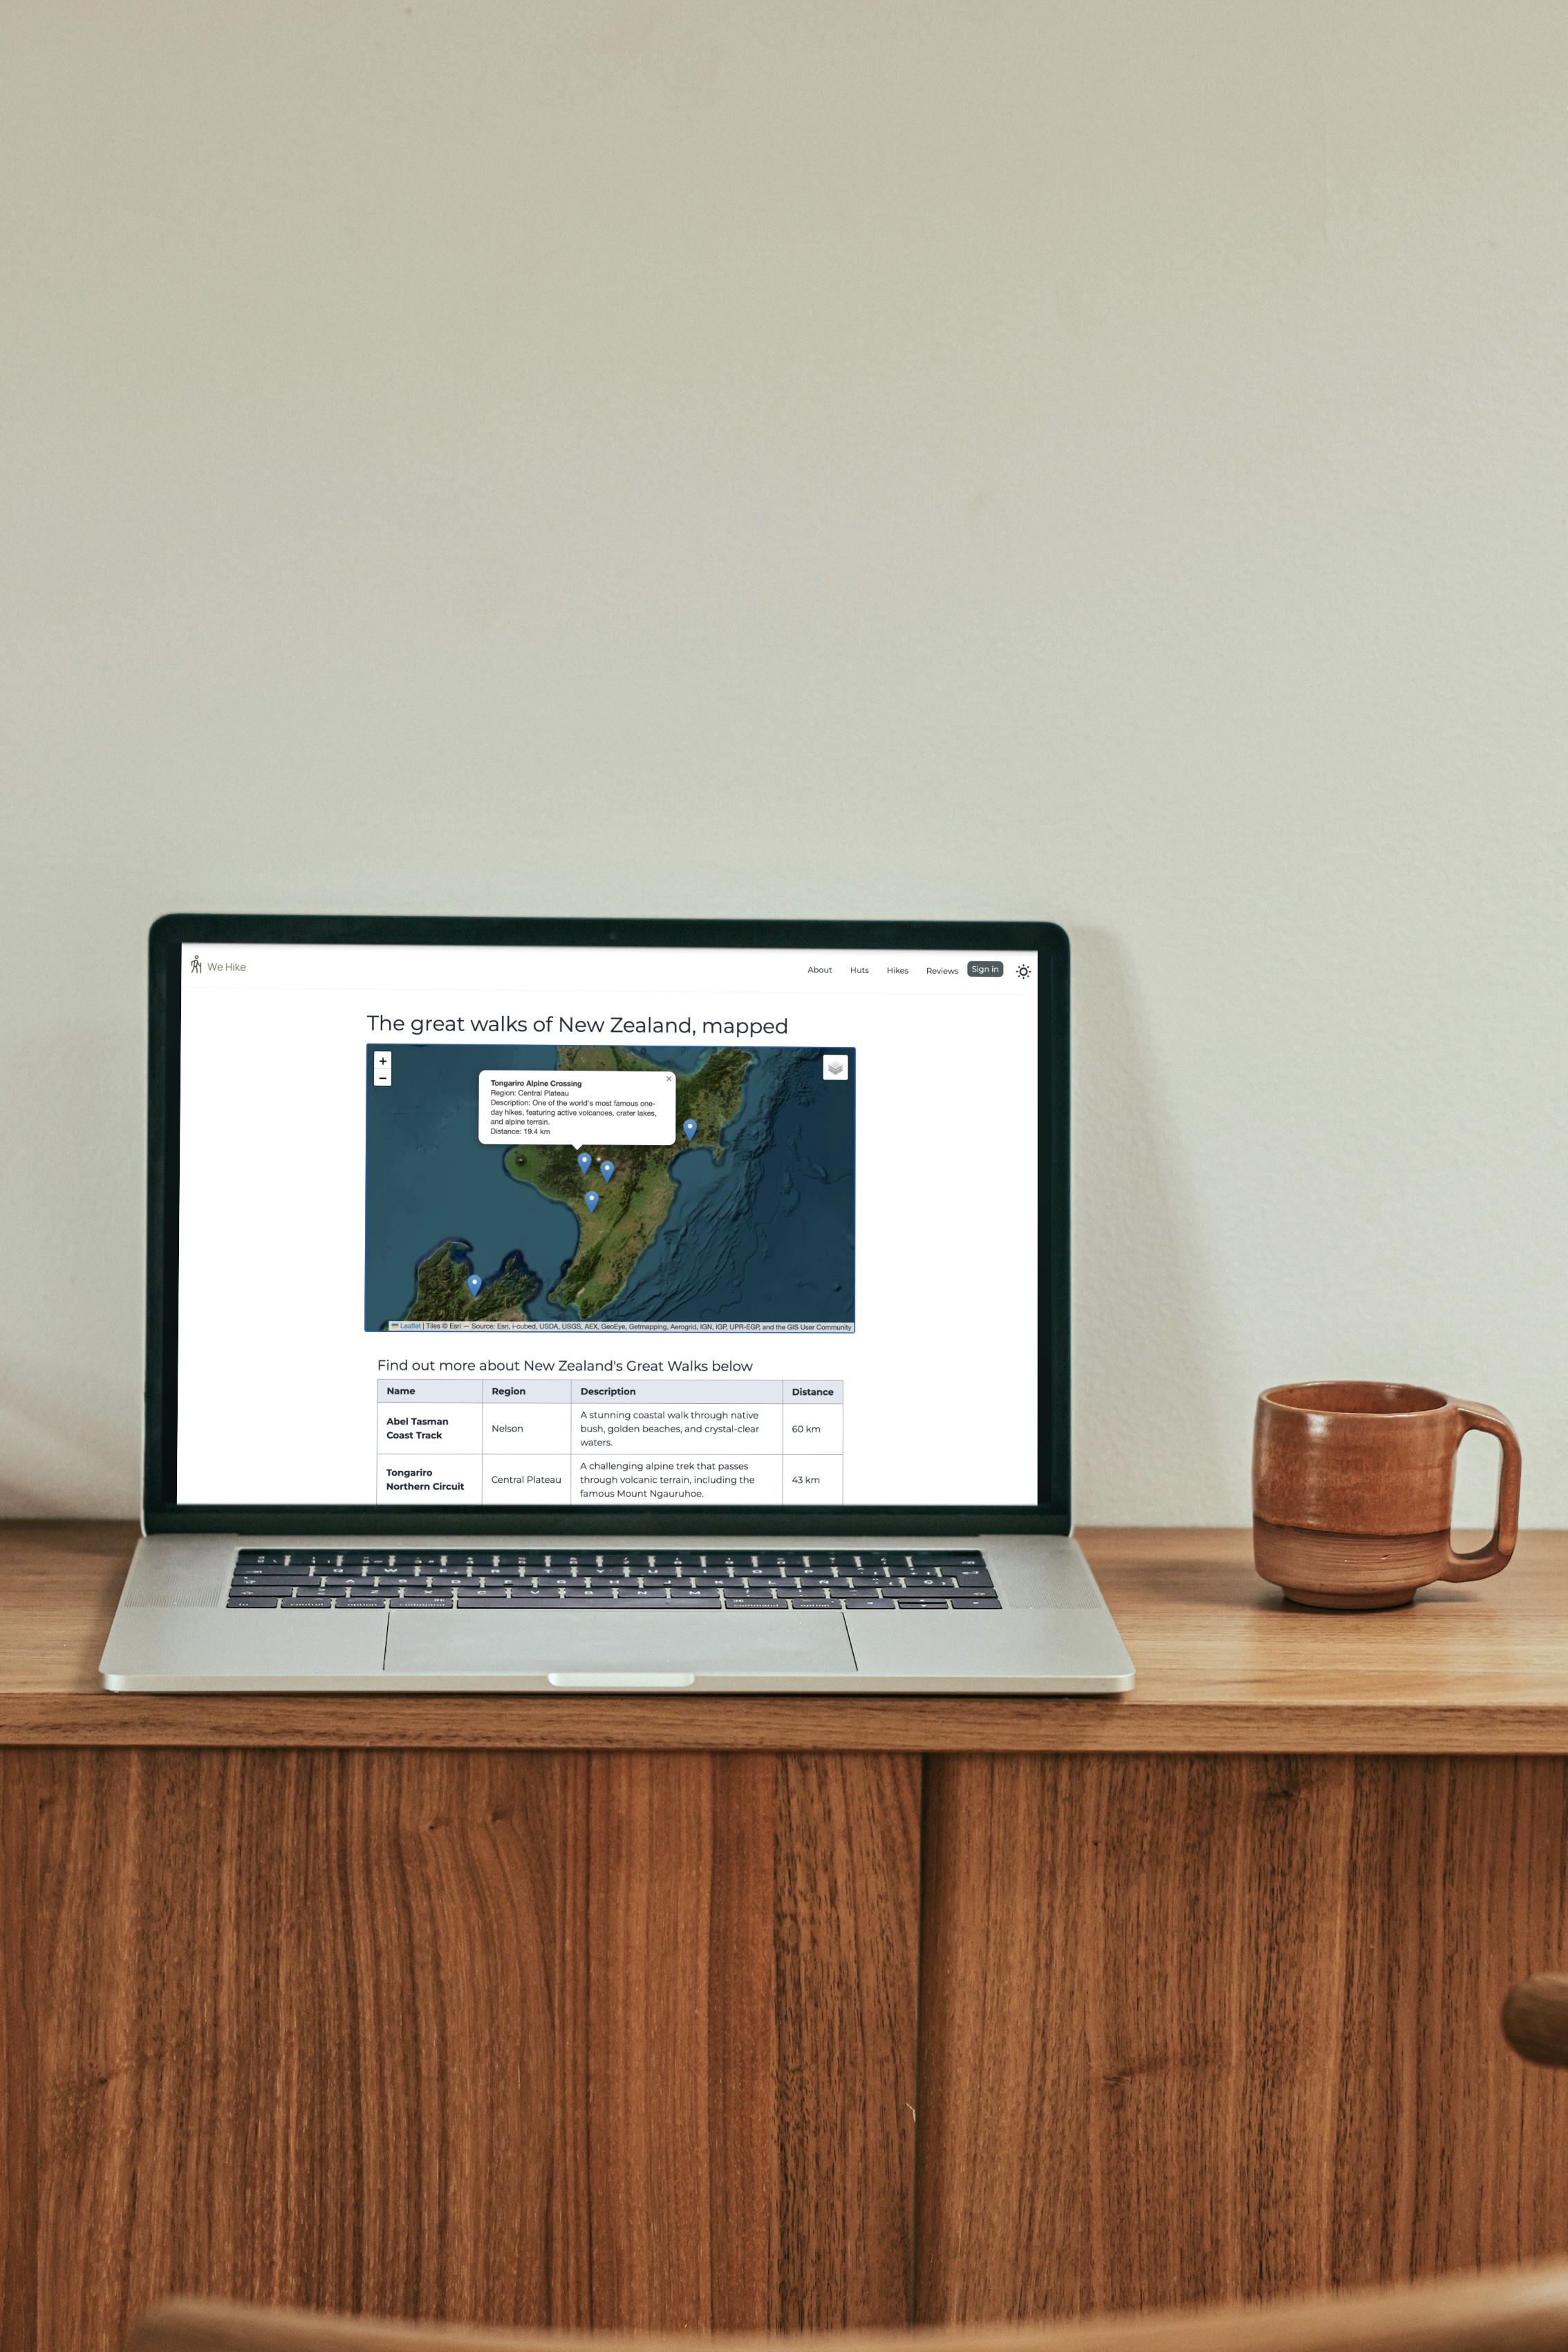 We Hike
About Huts Hikes Reviews Sign in
The great walks of New Zealand, mapped
+
−
Tongariro Alpine Crossing
Region: Central Plateau
Description: One of the world's most famous one-
day hikes, featuring active volcanoes, crater lakes,
and alpine terrain.
Distance: 19.4 km
Leaflet | Tiles © Esri — Source: Esri, i-cubed, USDA, USGS, AEX, GeoEye, Getmapping, Aerogrid, IGN, IGP, UPR-EGP, and the GIS User Community
Find out more about New Zealand's Great Walks below
Name Region Description Distance
Abel Tasman
Coast Track
Nelson
A stunning coastal walk through native
bush, golden beaches, and crystal-clear
waters.
60 km
Tongariro
Northern Circuit
Central Plateau
A challenging alpine trek that passes
through volcanic terrain, including the
famous Mount Ngauruhoe.
43 km